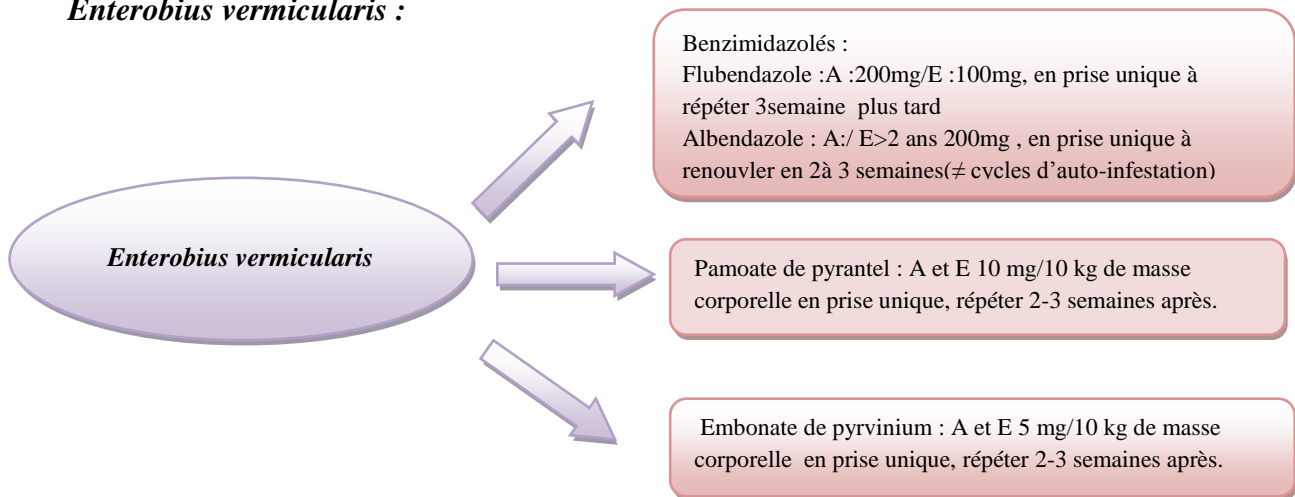 Enterobius vermicularis :
Benzimidazolés :
Flubendazole :A :200mg/E :100mg, en prise unique à
répéter 3semaine plus tard
Albendazole : A:/ E>2 ans 200mg , en prise unique à
renouvler en 2à 3 semaines(≠ cycles d'auto-infestation)
Enterobius vermicularis
Pamoate de pyrantel : A et E 10 mg/10 kg de masse
corporelle en prise unique, répéter 2-3 semaines après.
Embonate de pyrvinium : A et E 5 mg/10 kg de masse
corporelle en prise unique, répéter 2-3 semaines après.